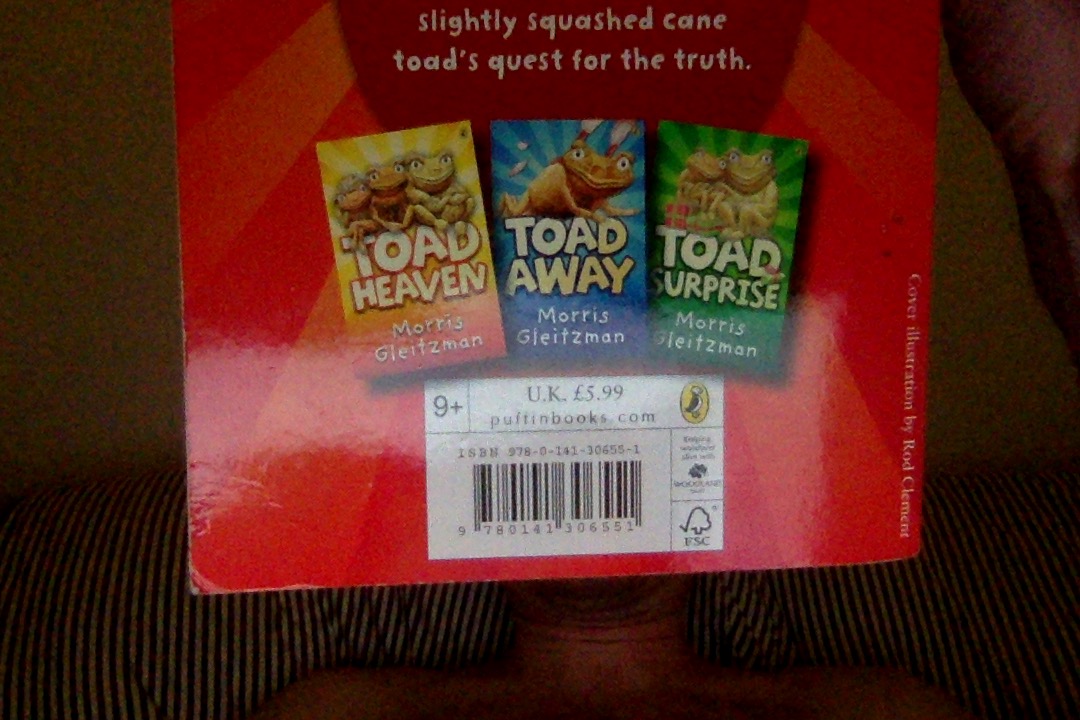 slightly squashed cane
toad's quest for the truth.
TOAD
HEAVEN
Morris
Gleitzman
TOAD
AWAY
Morris
Gleitzman
TOAD
SURPRISE
Morris
Gleitzman
Cover illustration by Rod Clement
9+
U.K. £5.99
puffinbooks.com
ISBN 978-0-141-30655-1
9 780141 306551
FSC